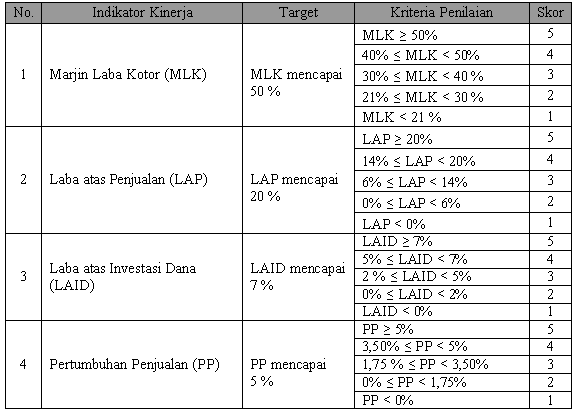 No. Indikator Kinerja Target Kriteria Penilaian Skor
1 Marjin Laba Kotor (MLK) MLK mencapai 50 %
MLK ≥ 50% 5
40% ≤ MLK < 50% 4
30% ≤ MLK < 40 % 3
21% ≤ MLK < 30 % 2
MLK < 21 % 1
2 Laba atas Penjualan (LAP) LAP mencapai 20 %
LAP ≥ 20% 5
14% ≤ LAP < 20% 4
6% ≤ LAP < 14% 3
0% ≤ LAP < 6% 2
LAP < 0% 1
3 Laba atas Investasi Dana (LAID) LAID mencapai 7 %
LAID ≥ 7% 5
5% ≤ LAID < 7% 4
2 % ≤ LAID < 5% 3
0% ≤ LAID < 2% 2
LAID < 0% 1
4 Pertumbuhan Penjualan (PP) PP mencapai 5 %
PP ≥ 5% 5
3,50% ≤ PP < 5% 4
1,75 % ≤ PP < 3,50% 3
0% ≤ PP < 1,75% 2
PP < 0% 1